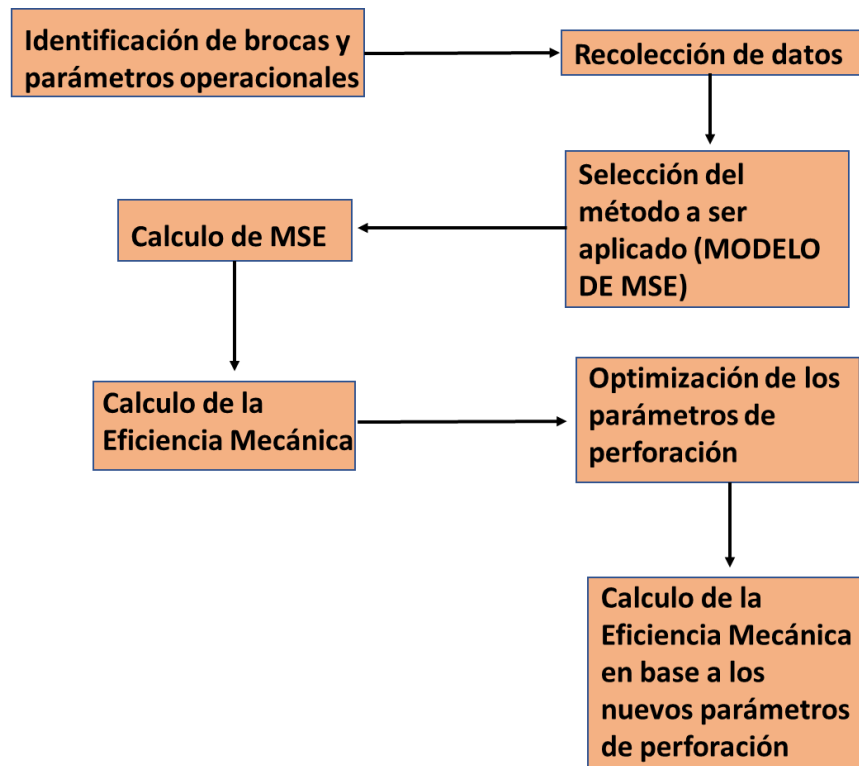 Identificación de brocas y
parámetros operacionales
Recolección de datos
Selección del
método a ser
aplicado (MODELO
DE MSE)
Calculo de MSE
Calculo de la
Eficiencia Mecánica
Optimización de los
parámetros de
perforación
Calculo de la
Eficiencia Mecánica
en base a los
nuevos parámetros
de perforación